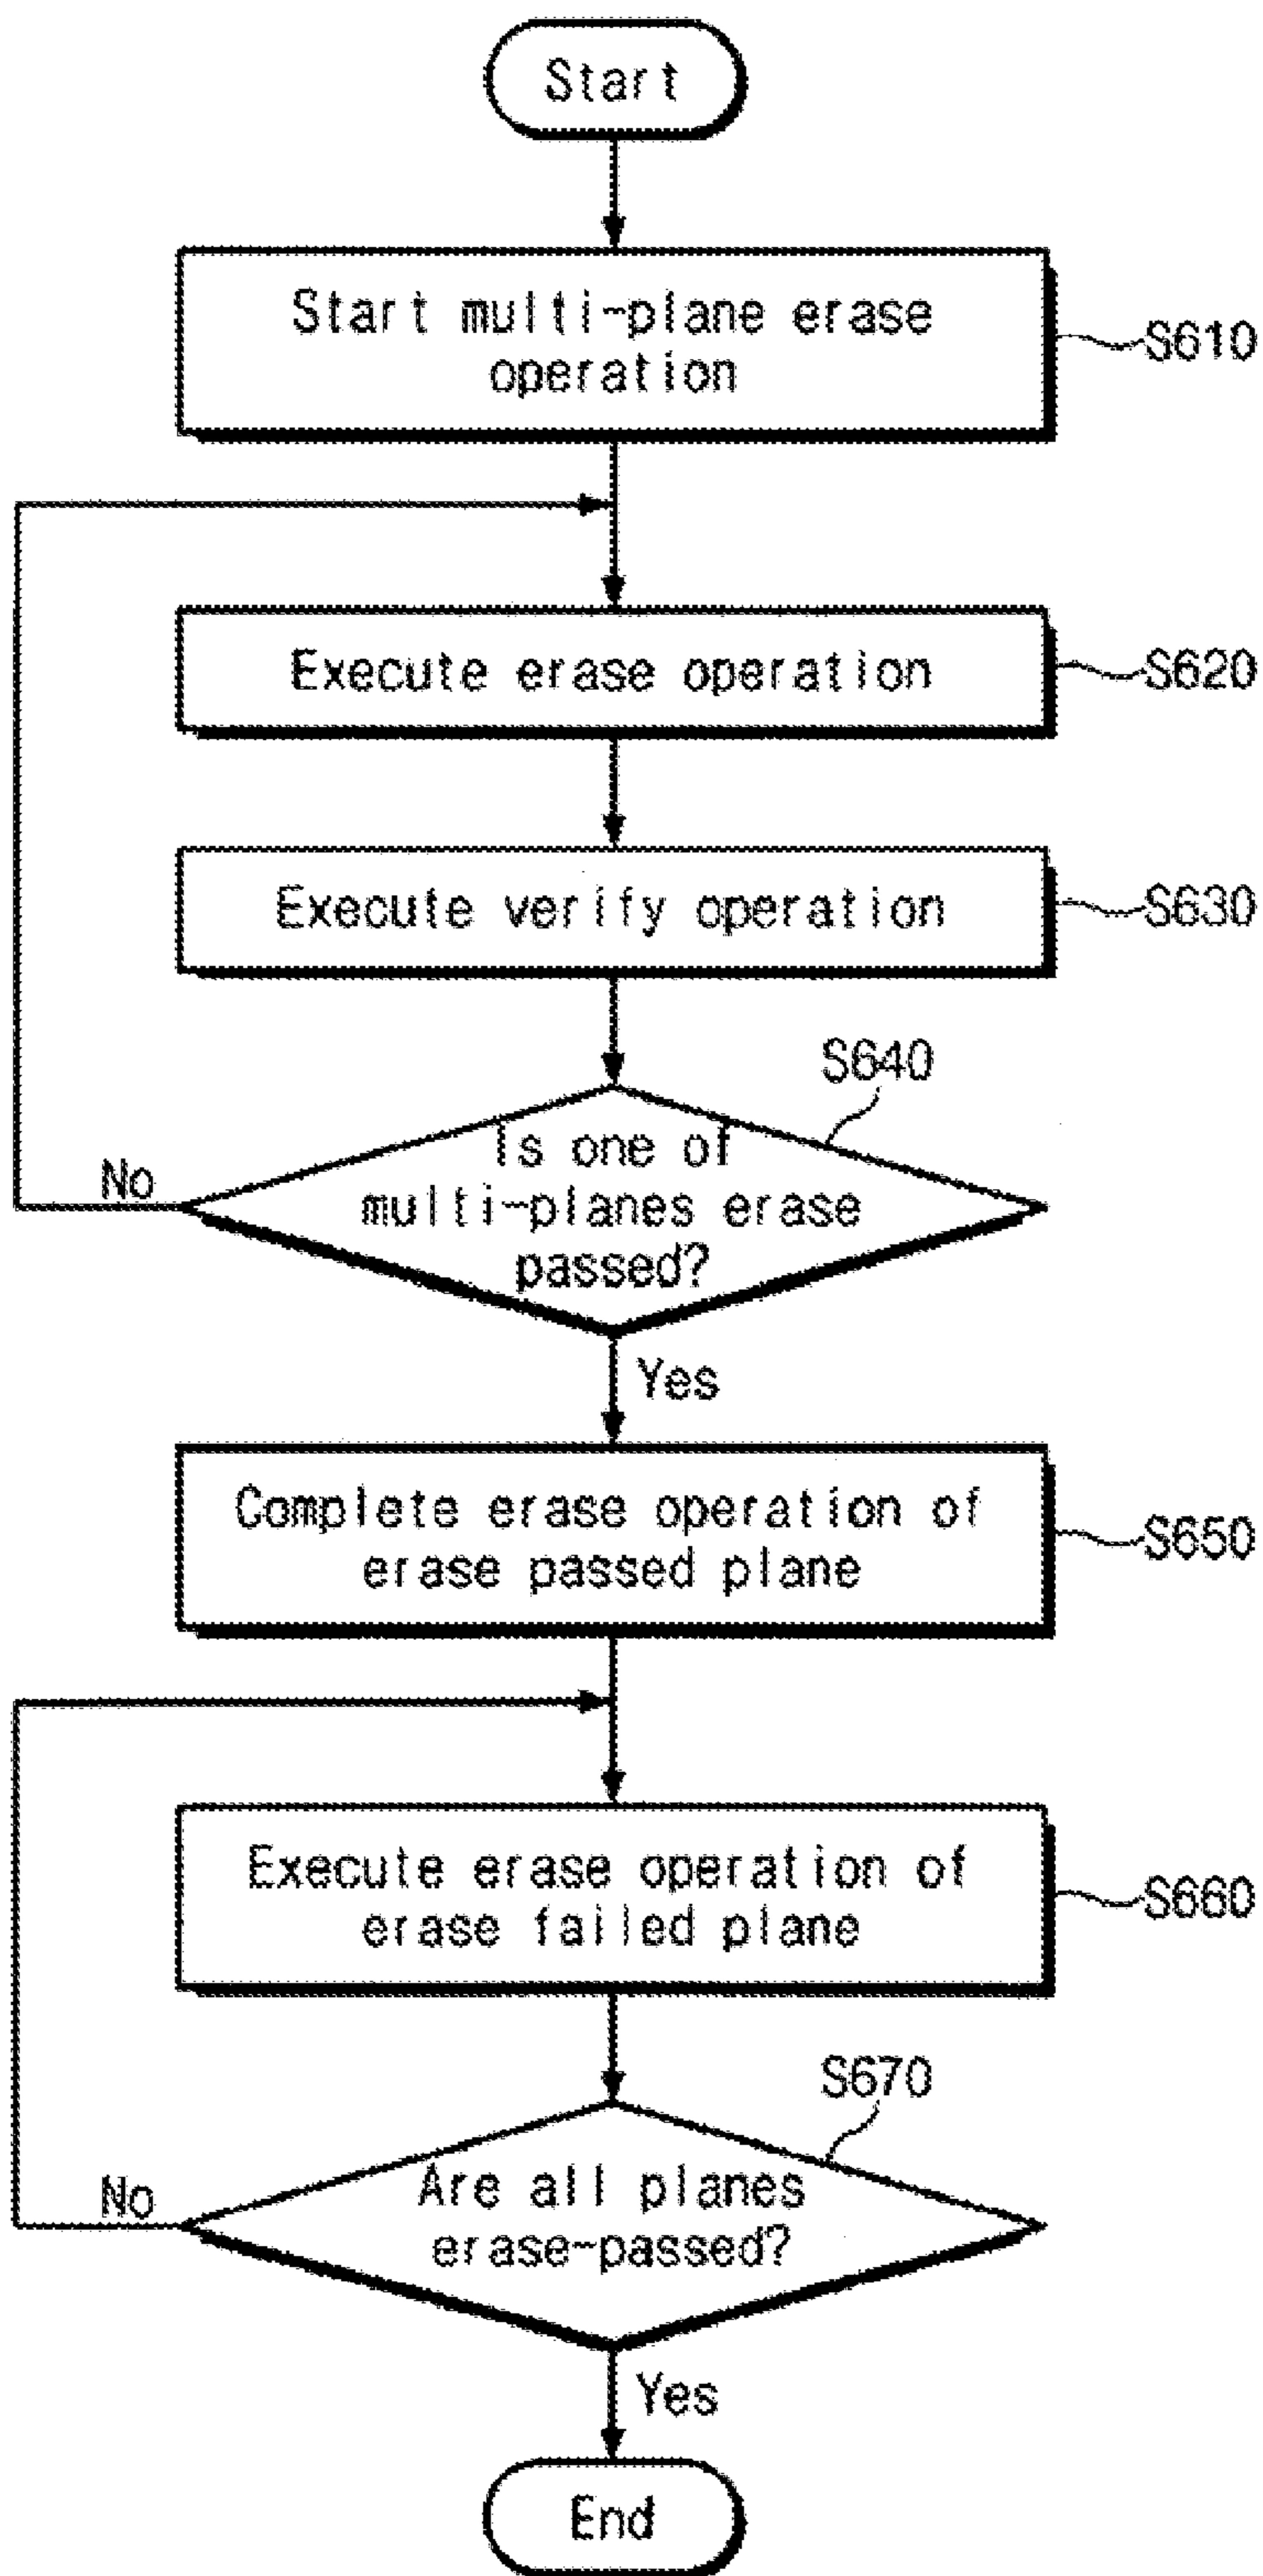 Start
Start multi-plane erase
operation
S610
Execute erase operation
S620
Execute verify operation
S630
S640
Is one of
multi-planes erase
passed?
No
Yes
Complete erase operation of
erase passed plane
S650
Execute erase operation of
erase failed plane
S660
S670
Are all planes
erase-passed?
No
Yes
End